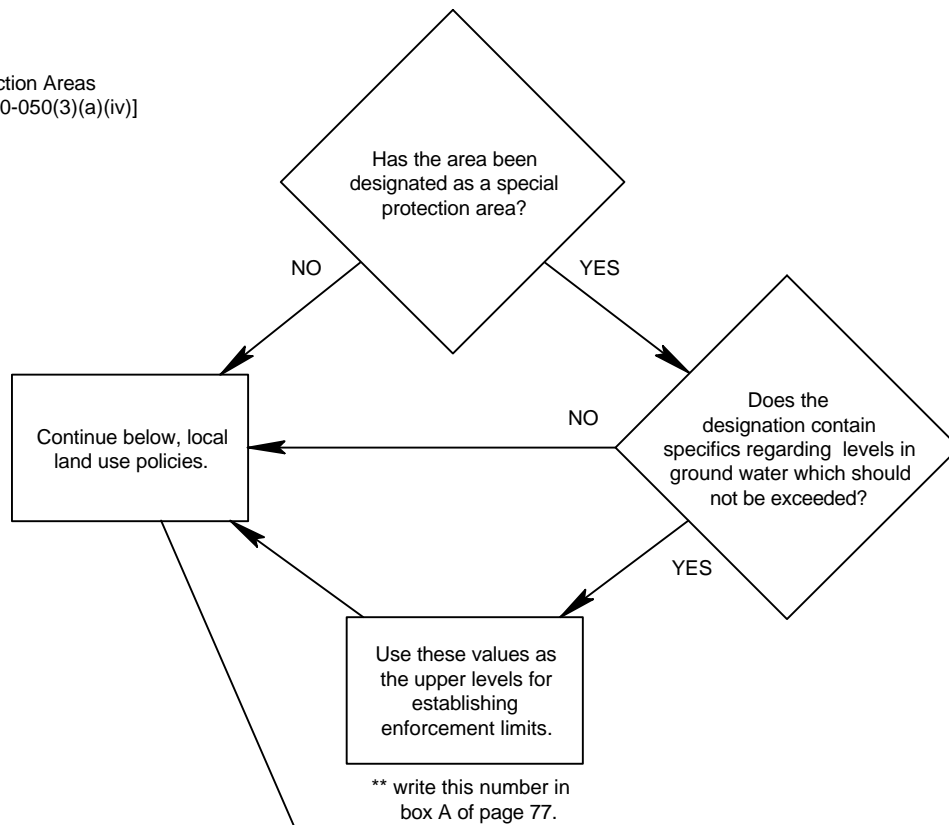 ction Areas
0-050(3)(a)(iv)]
Has the area been
designated as a special
protection area?
NO
YES
Continue below, local
land use policies.
NO
Does the
designation contain
specifics regarding levels in
ground water which should
not be exceeded?
YES
Use these values as
the upper levels for
establishing
enforcement limits.
** write this number in
box A of page 77.